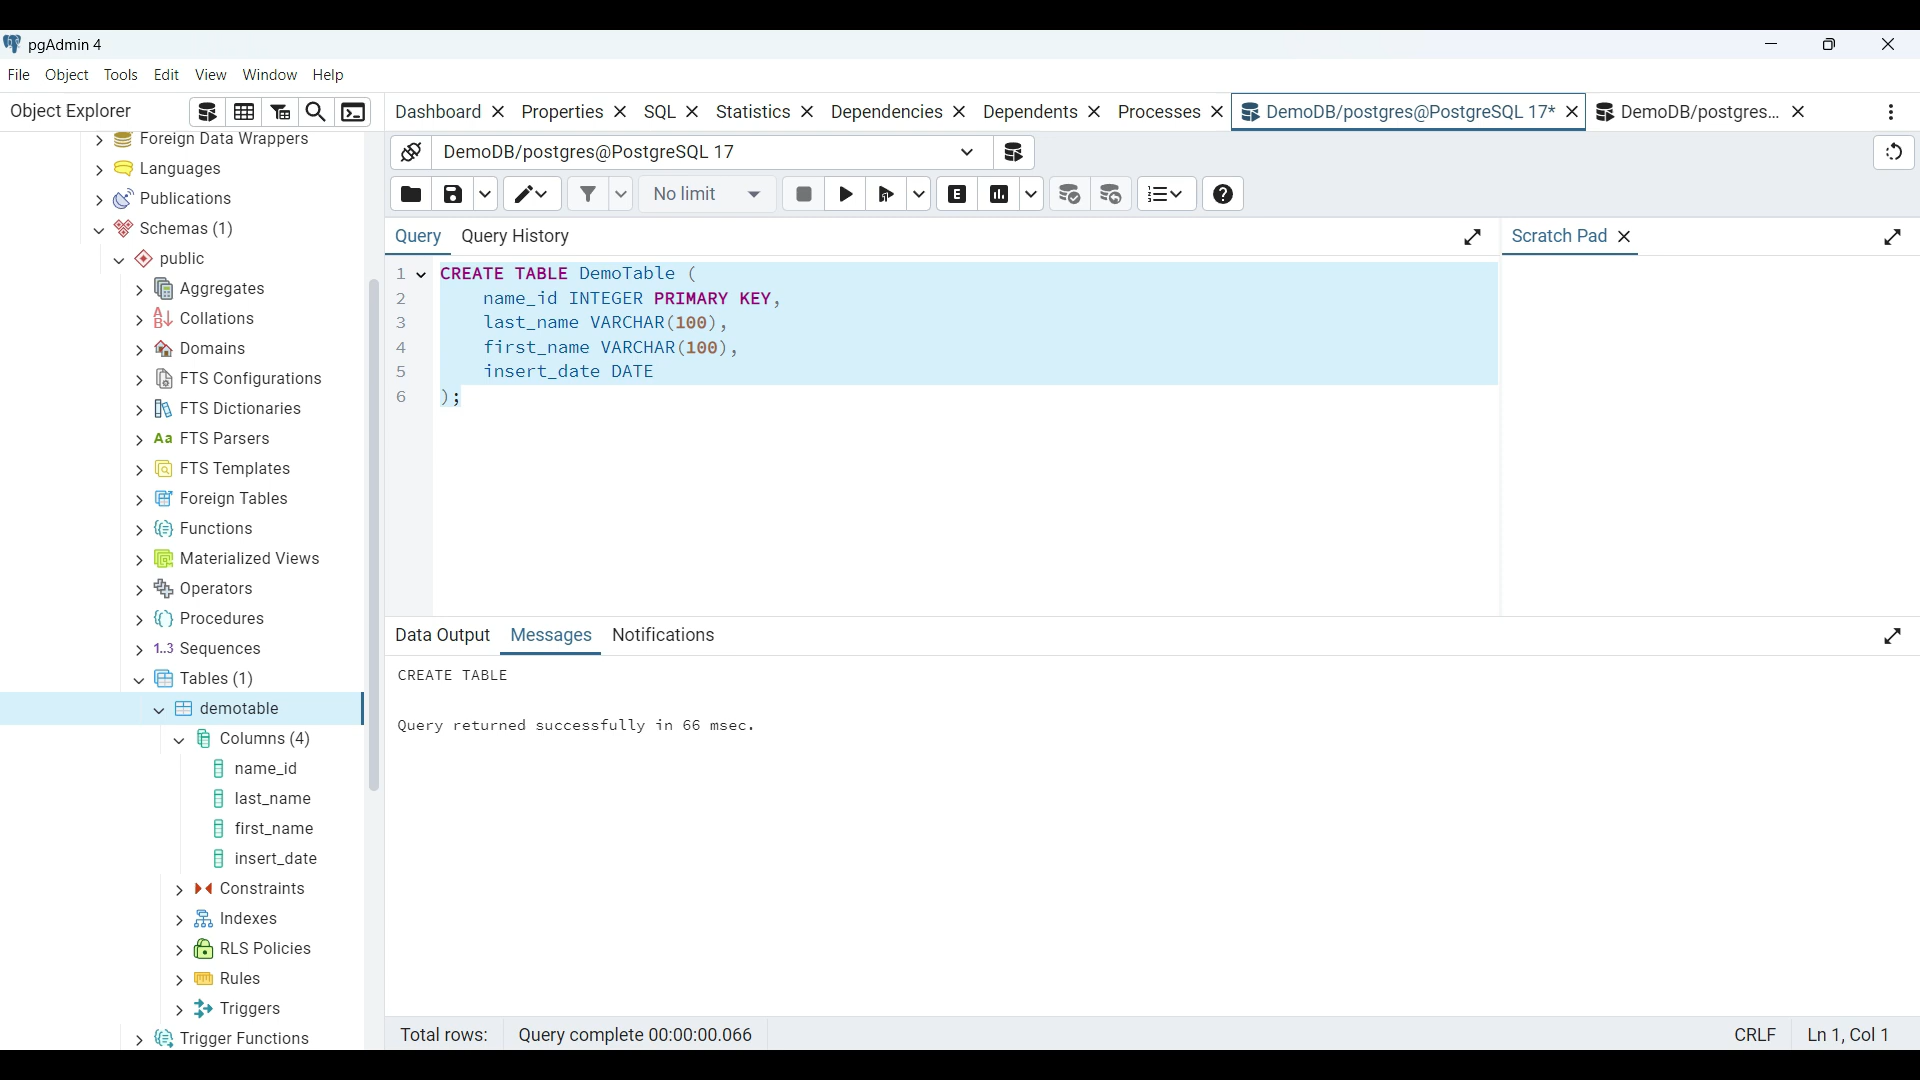 pgAdmin 4
File Object Tools Edit View Window Help
Object Explorer
Foreign Data Wrappers
Languages
Publications
Schemas (1)
public
Aggregates
Collations
Domains
FTS Configurations
FTS Dictionaries
Aa FTS Parsers
FTS Templates
Foreign Tables
Functions
Materialized Views
Operators
Procedures
1..3 Sequences
Tables (1)
demotable
Columns (4)
name_id
last_name
first_name
insert_date
Constraints
Indexes
RLS Policies
Rules
Triggers
Trigger Functions
Dashboard Properties SQL Statistics Dependencies Dependents Processes DemoDB/postgres@PostgreSQL 17* DemoDB/postgres...
DemoDB/postgres@PostgreSQL 17
No limit E
Query Query History
1 CREATE TABLE DemoTable (
2 name_id INTEGER PRIMARY KEY,
3 last_name VARCHAR(100),
4 first_name VARCHAR(100),
5 insert_date DATE
6 );
Scratch Pad
Data Output Messages Notifications
CREATE TABLE
Query returned successfully in 66 msec.
Total rows: Query complete 00:00:00.066 CRLF Ln 1, Col 1